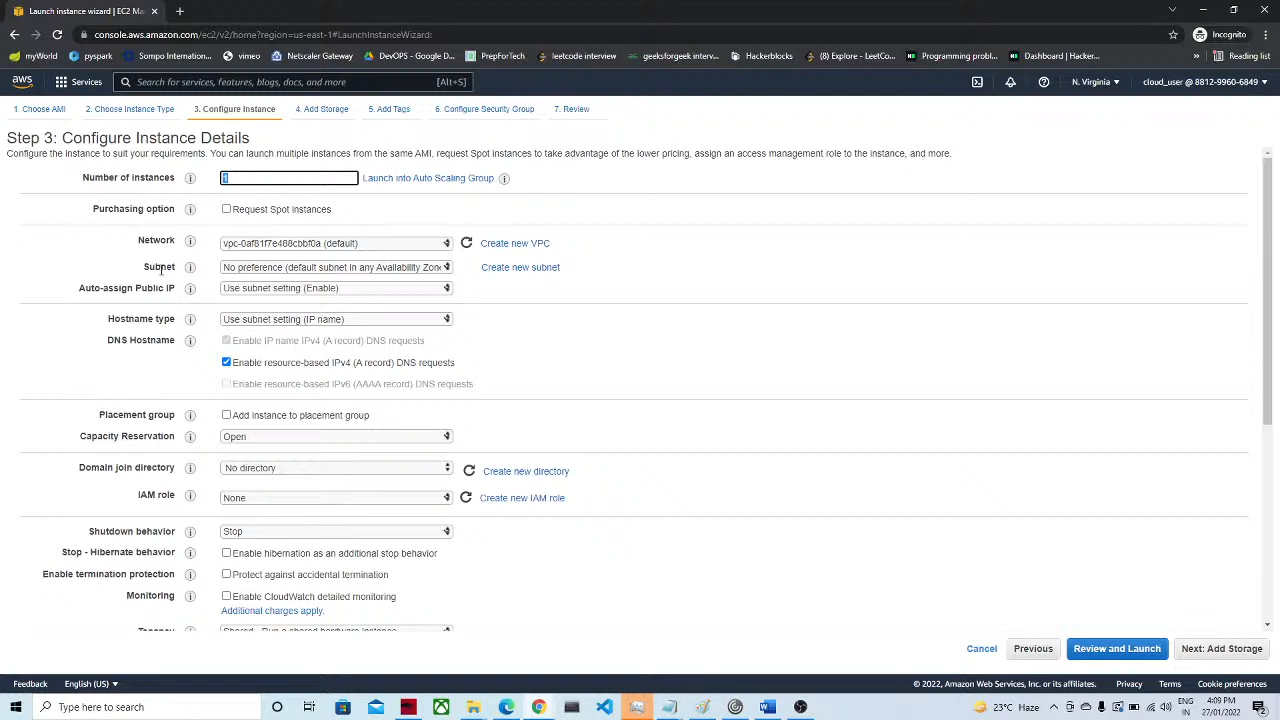 Launch instance wizard | EC2 Ma
console.aws.amazon.com/ec2/v2/home?region=us-east-1#LaunchInstanceWizard:
Incognito
myWorld
pyspark
Sompo Internation...
vimeo
Netscaler Gateway
DevOPS - Google D...
PrepForTech
leetcode interview
geeksforgeek interv...
Hackerblocks
(8) Explore - LeetCo...
Programming Probl...
Dashboard | Hacker...
»
Reading list
aws
Services
Search for services, features, blogs, docs, and more
[Alt+S]
N. Virginia
cloud_user @ 8812-9960-6849
1. Choose AMI
2. Choose Instance Type
3. Configure Instance
4. Add Storage
5. Add Tags
6. Configure Security Group
7. Review
Step 3: Configure Instance Details
Configure the instance to suit your requirements. You can launch multiple instances from the same AMI, request Spot instances to take advantage of the lower pricing, assign an access management role to the instance, and more.
Number of instances
1
Launch into Auto Scaling Group
Purchasing option
Request Spot instances
Network
vpc-0af81f7e488cbbf0a (default)
Create new VPC
Subnet
No preference (default subnet in any Availability Zone
Create new subnet
Auto-assign Public IP
Use subnet setting (Enable)
Hostname type
Use subnet setting (IP name)
DNS Hostname
Enable IP name IPv4 (A record) DNS requests
Enable resource-based IPv4 (A record) DNS requests
Enable resource-based IPv6 (AAAA record) DNS requests
Placement group
Add instance to placement group
Capacity Reservation
Open
Domain join directory
No directory
Create new directory
IAM role
None
Create new IAM role
Shutdown behavior
Stop
Stop - Hibernate behavior
Enable hibernation as an additional stop behavior
Enable termination protection
Protect against accidental termination
Monitoring
Enable CloudWatch detailed monitoring
Additional charges apply.
Tenancy
Shared - Run a shared hardware instance
Cancel
Previous
Review and Launch
Next: Add Storage
Feedback
English (US)
© 2022, Amazon Web Services, Inc. or its affiliates.
Privacy
Terms
Cookie preferences
Type here to search
23°C Haze
ENG
IN
4:09 PM
27/01/2022